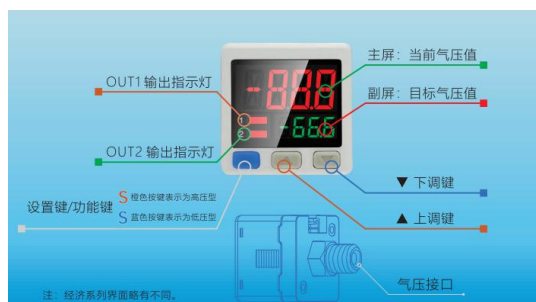 主屏：当前气压值
OUT1 输出指示灯
-83.8
副屏：目标气压值
1
2
-66.6
OUT2 输出指示灯
▼ 下调键
设置键/功能键
S 橙色按键表示为高压型
S 蓝色按键表示为低压型
▲ 上调键
气压接口
注：经济系列界面略有不同。